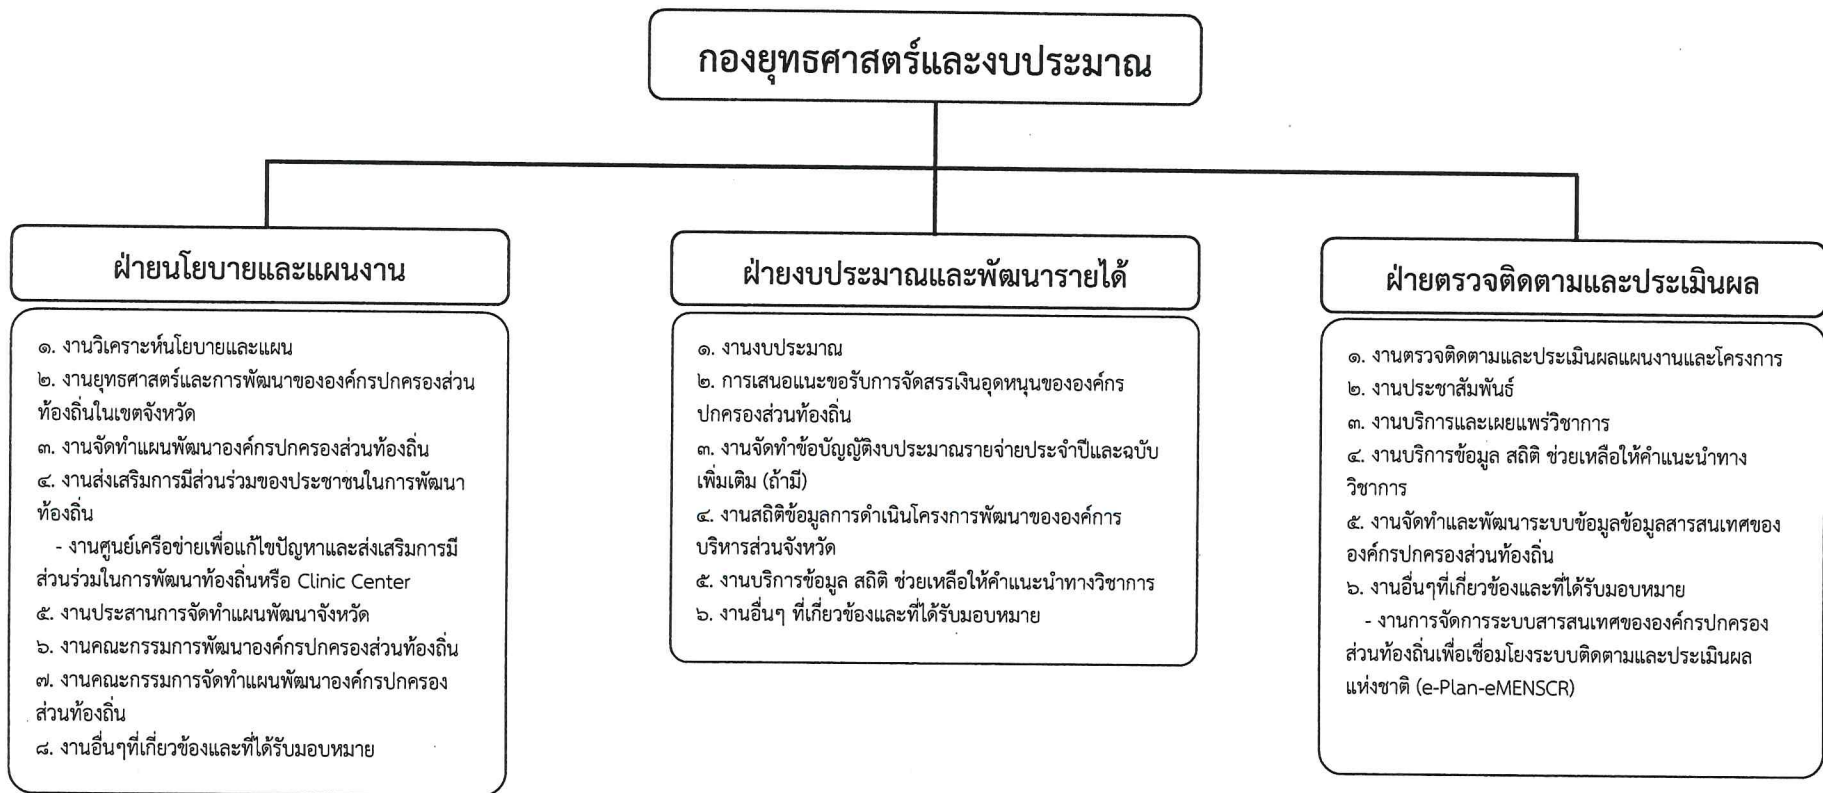 กองยุทธศาสตร์และงบประมาณ
ฝ่ายนโยบายและแผนงาน
๑. งานวิเคราะห์นโยบายและแผน
๒. งานยุทธศาสตร์และการพัฒนาขององค์กรปกครองส่วน
ท้องถิ่นในเขตจังหวัด
๓. งานจัดทำแผนพัฒนาองค์กรปกครองส่วนท้องถิ่น
๔. งานส่งเสริมการมีส่วนร่วมของประชาชนในการพัฒนา
ท้องถิ่น
- งานศูนย์เครือข่ายเพื่อแก้ไขปัญหาและส่งเสริมการมี
ส่วนร่วมในการพัฒนาท้องถิ่นหรือ Clinic Center
๕. งานประสานการจัดทำแผนพัฒนาจังหวัด
๖. งานคณะกรรมการพัฒนาองค์กรปกครองส่วนท้องถิ่น
๗. งานคณะกรรมการจัดทำแผนพัฒนาองค์กรปกครอง
ส่วนท้องถิ่น
๘. งานอื่นๆที่เกี่ยวข้องและที่ได้รับมอบหมาย
ฝ่ายงบประมาณและพัฒนารายได้
๑. งานงบประมาณ
๒. การเสนอแนะขอรับการจัดสรรเงินอุดหนุนขององค์กร
ปกครองส่วนท้องถิ่น
๓. งานจัดทำข้อบัญญัติงบประมาณรายจ่ายประจำปีและฉบับ
เพิ่มเติม (ถ้ามี)
๔. งานสถิติข้อมูลการดำเนินโครงการพัฒนาขององค์การ
บริหารส่วนจังหวัด
๕. งานบริการข้อมูล สถิติ ช่วยเหลือให้คำแนะนำทางวิชาการ
๖. งานอื่นๆ ที่เกี่ยวข้องและที่ได้รับมอบหมาย
ฝ่ายตรวจติดตามและประเมินผล
๑. งานตรวจติดตามและประเมินผลแผนงานและโครงการ
๒. งานประชาสัมพันธ์
๓. งานบริการและเผยแพร่วิชาการ
๔. งานบริการข้อมูล สถิติ ช่วยเหลือให้คำแนะนำทาง
วิชาการ
๕. งานจัดทำและพัฒนาระบบข้อมูลข้อมูลสารสนเทศของ
องค์กรปกครองส่วนท้องถิ่น
๖. งานอื่นๆที่เกี่ยวข้องและที่ได้รับมอบหมาย
- งานการจัดการระบบสารสนเทศขององค์กรปกครอง
ส่วนท้องถิ่นเพื่อเชื่อมโยงระบบติดตามและประเมินผล
แห่งชาติ (e-Plan-eMENSCR)